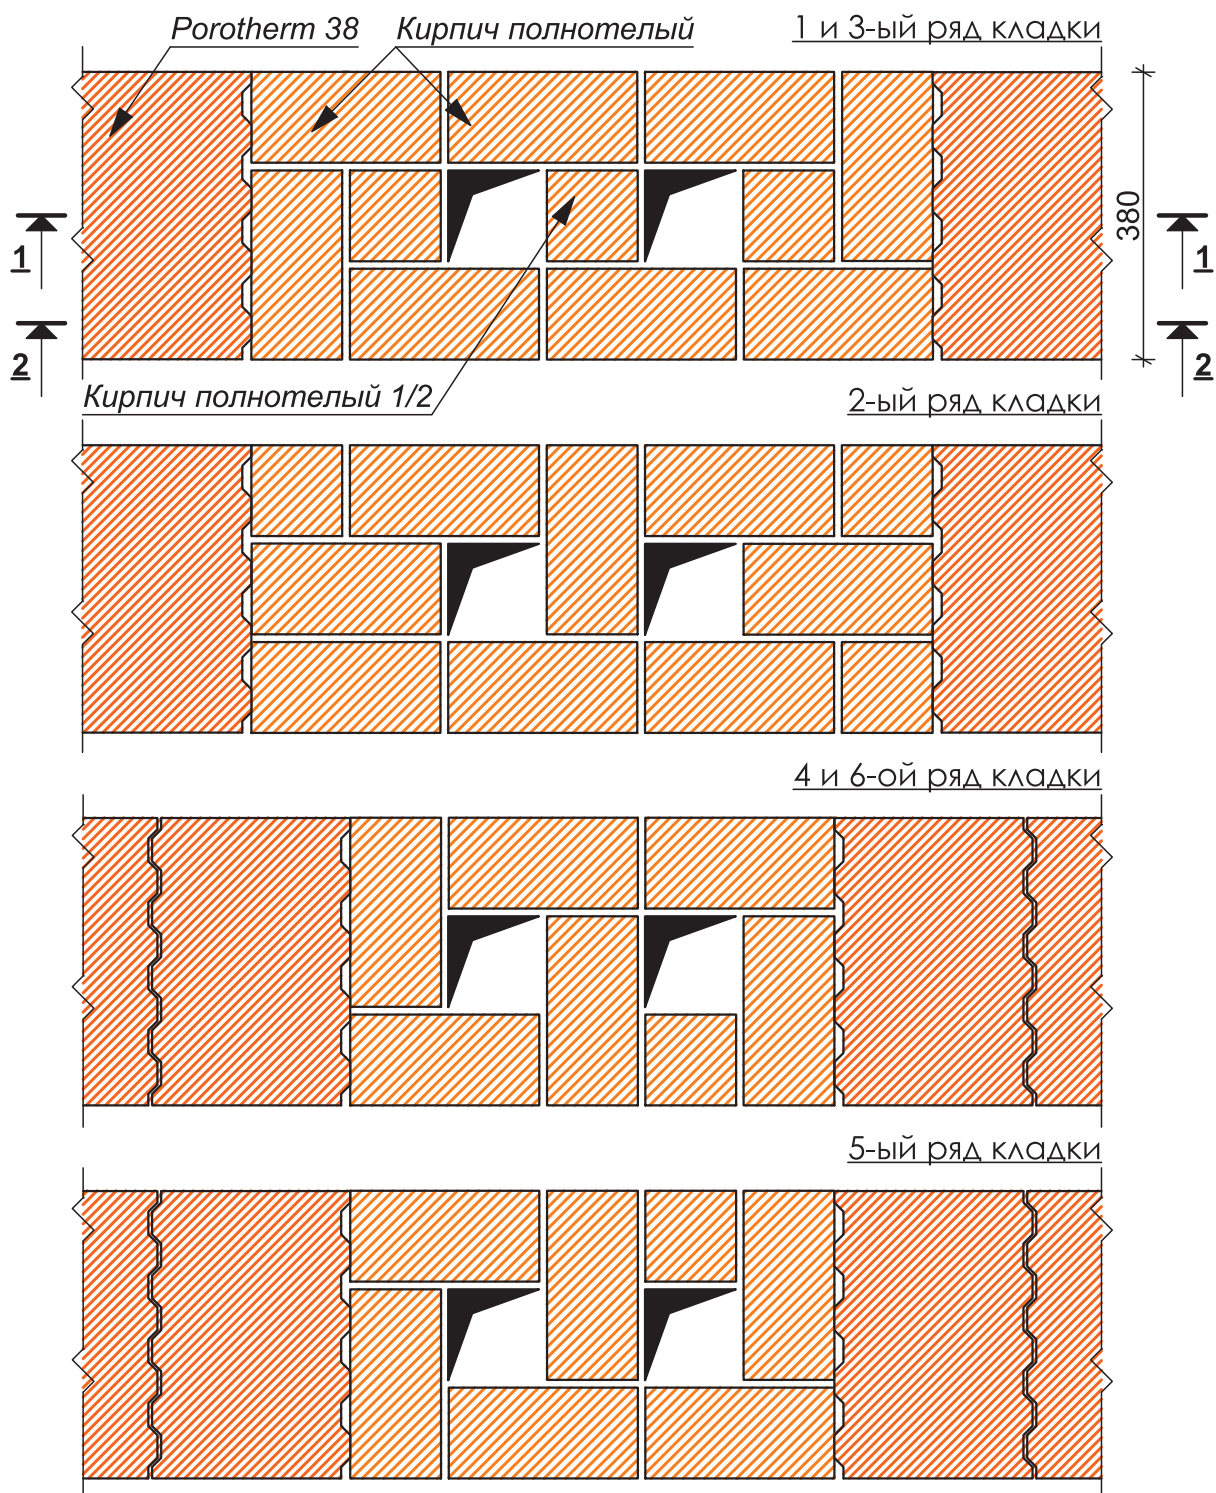 Porotherm 38
Кирпич полнотелый
1 и 3-ый ряд кладки
380
1
1
2
2
Кирпич полнотелый 1/2
2-ый ряд кладки
4 и 6-ой ряд кладки
5-ый ряд кладки